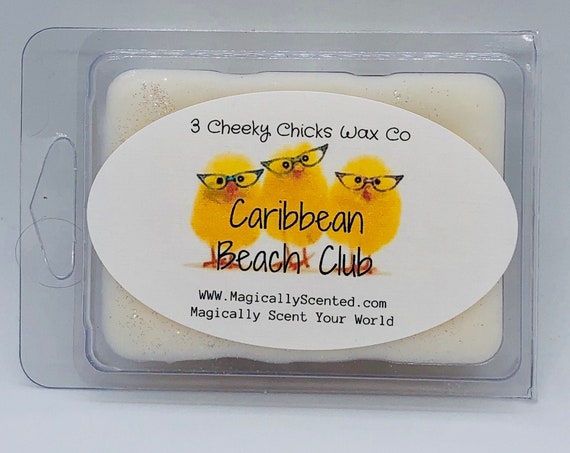 3 Cheeky Chicks Wax Co
Caribbean
Beach Club
WWW.MagicallyScented.com
Magically Scent Your World